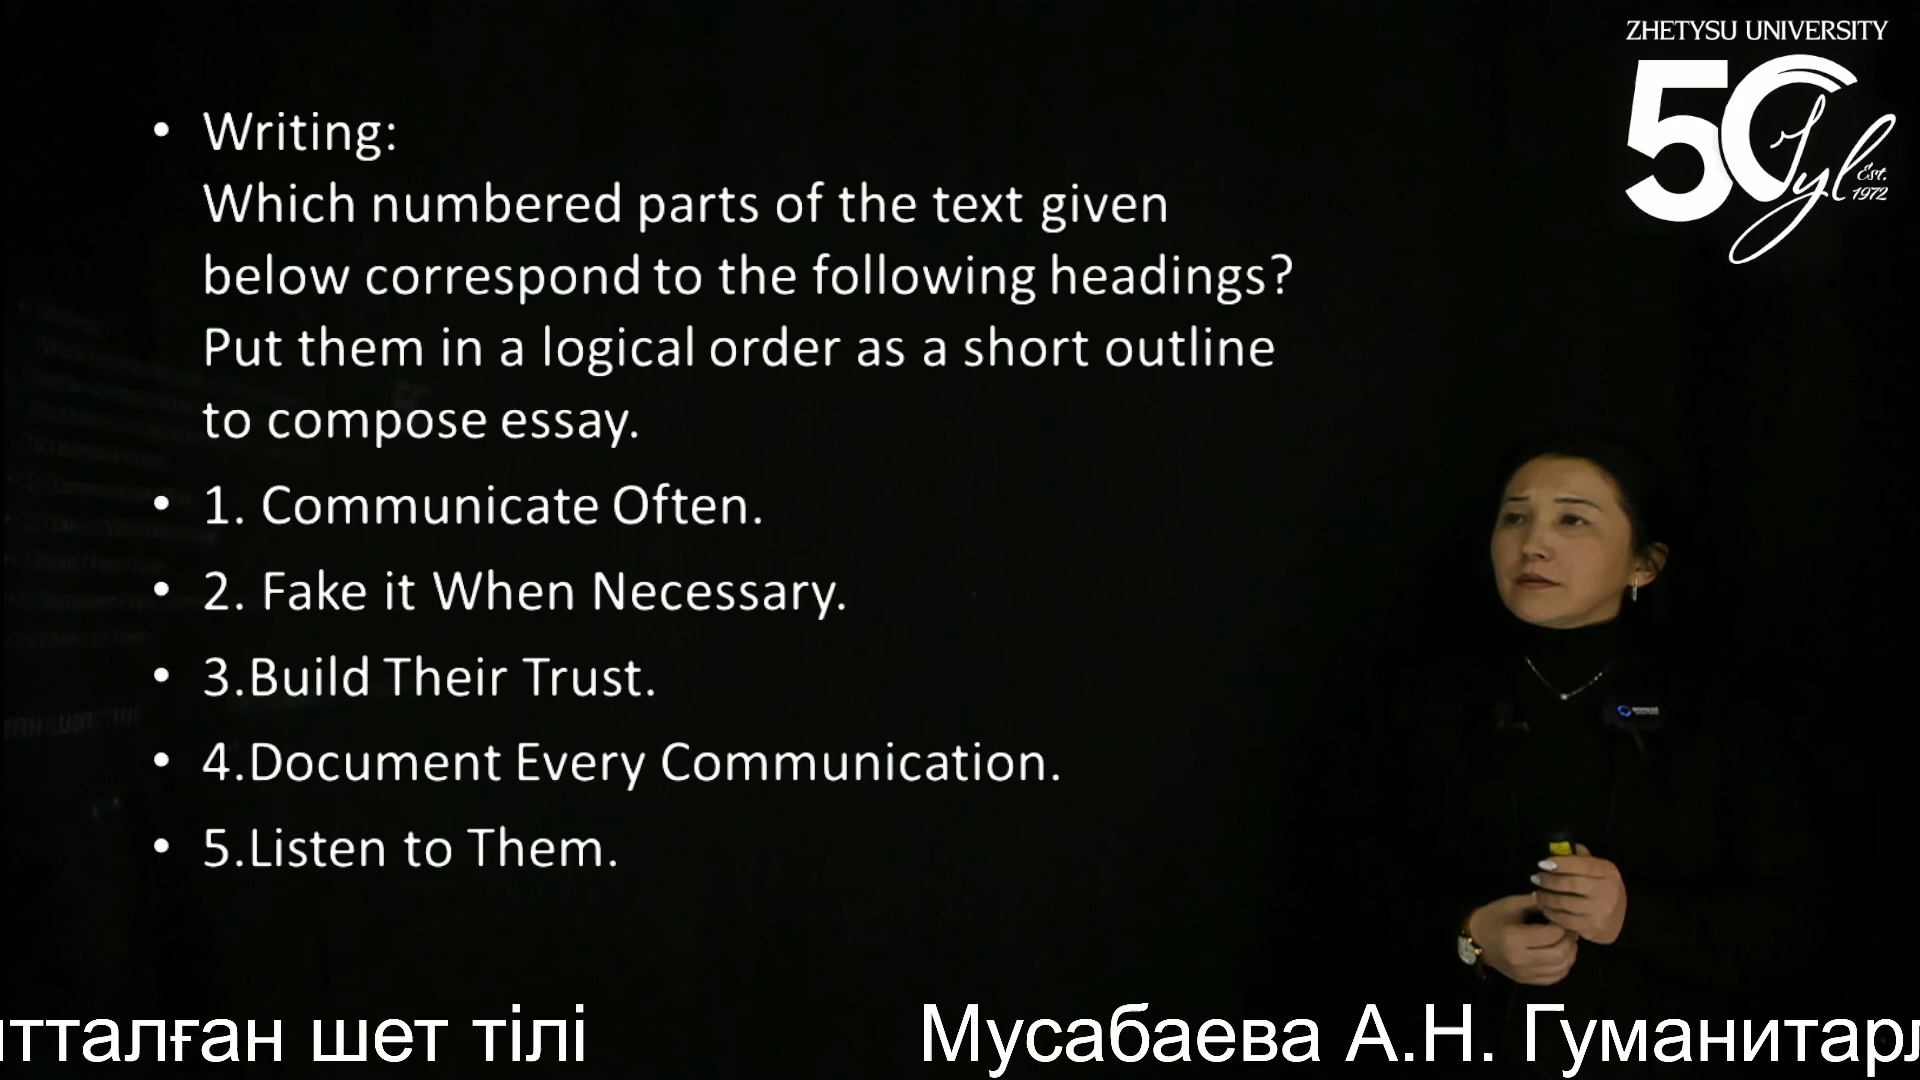 ZHETYSU UNIVERSITY
50 Jyl
Est.
1972
• Writing:
Which numbered parts of the text given
below correspond to the following headings?
Put them in a logical order as a short outline
to compose essay.
• 1. Communicate Often.
• 2. Fake it When Necessary.
• 3.Build Their Trust.
• 4.Document Every Communication.
• 5.Listen to Them.
шет тілі
Мусабаева А.Н.